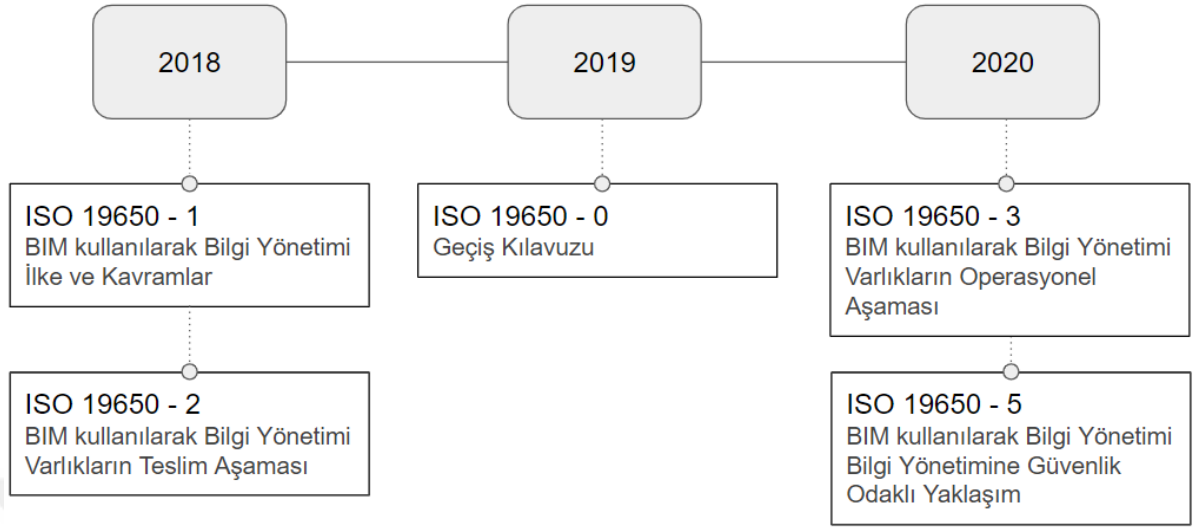 2018
2019
2020
ISO 19650 - 1
BIM kullanılarak Bilgi Yönetimi
İlke ve Kavramlar
ISO 19650 - 0
Geçiş Kılavuzu
ISO 19650 - 3
BIM kullanılarak Bilgi Yönetimi
Varlıkların Operasyonel
Aşaması
ISO 19650 - 2
BIM kullanılarak Bilgi Yönetimi
Varlıkların Teslim Aşaması
ISO 19650 - 5
BIM kullanılarak Bilgi Yönetimi
Bilgi Yönetimine Güvenlik
Odaklı Yaklaşım